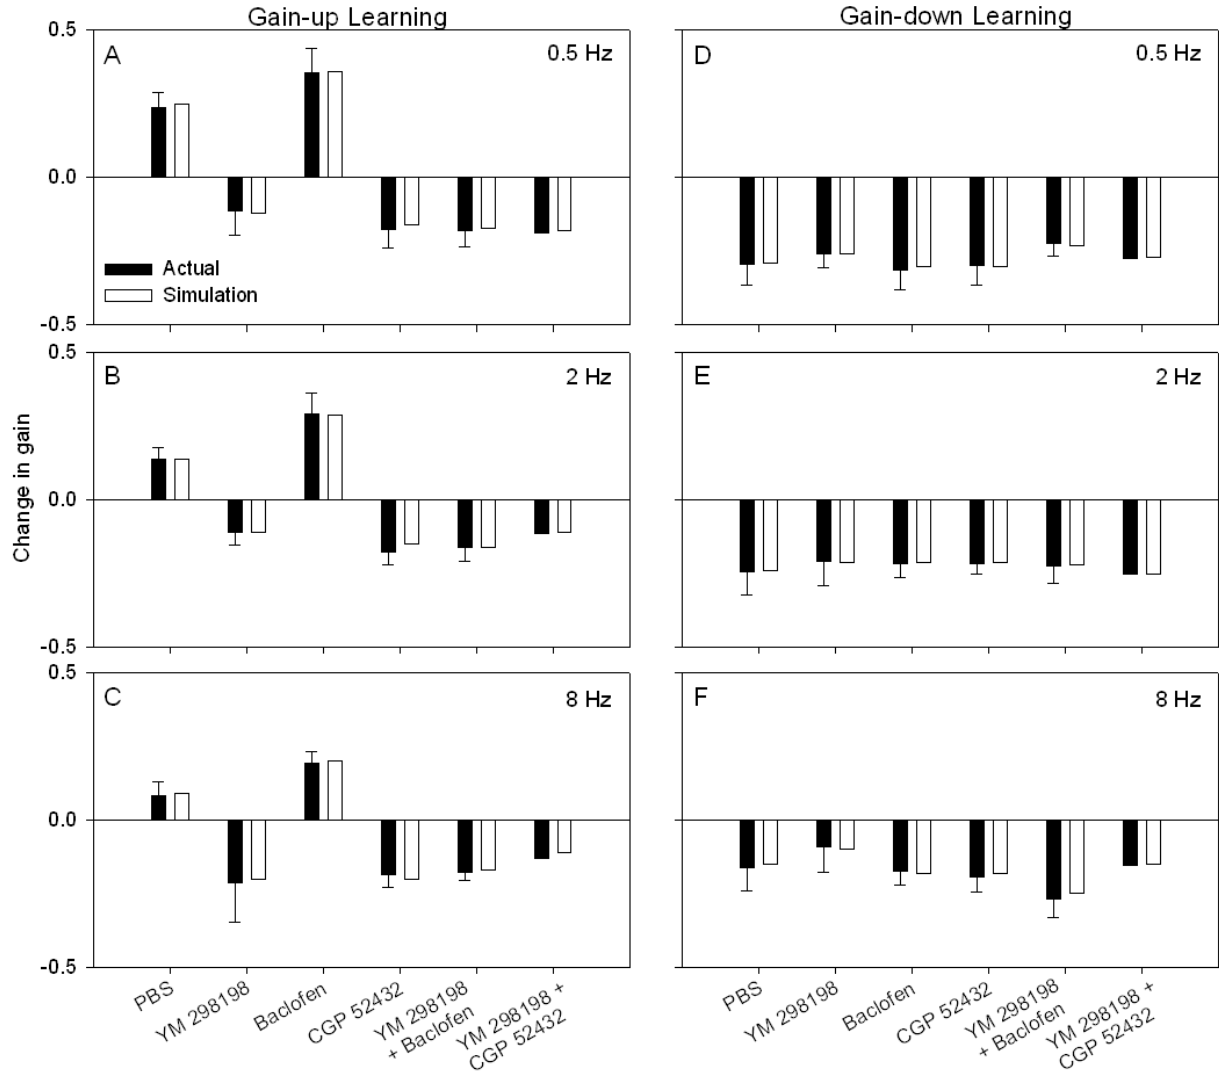 Gain-up Learning
Gain-down Learning
0.5
A
0.5 Hz
D
0.5 Hz
0.0
Actual
Simulation
-0.5
0.5
B
2 Hz
E
2 Hz
Change in gain
0.0
-0.5
0.5
C
8 Hz
F
8 Hz
0.0
-0.5
PBS
YM 298198
Baclofen
CGP 52432
YM 298198
+ Baclofen
YM 298198 +
CGP 52432
PBS
YM 298198
Baclofen
CGP 52432
YM 298198
+ Baclofen
YM 298198 +
CGP 52432